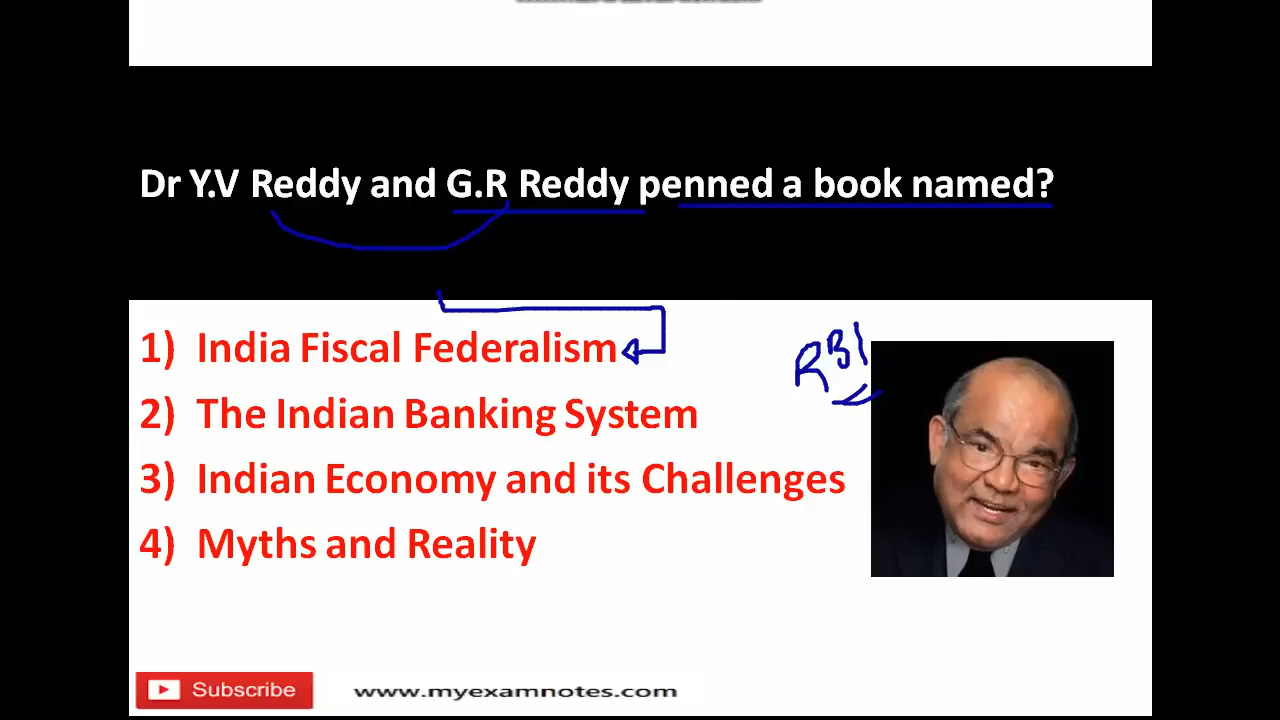 Dr Y.V Reddy and G.R Reddy penned a book named?
1) India Fiscal Federalism
RBI
2) The Indian Banking System
3) Indian Economy and its Challenges
4) Myths and Reality
Subscribe
www.myexamnotes.com